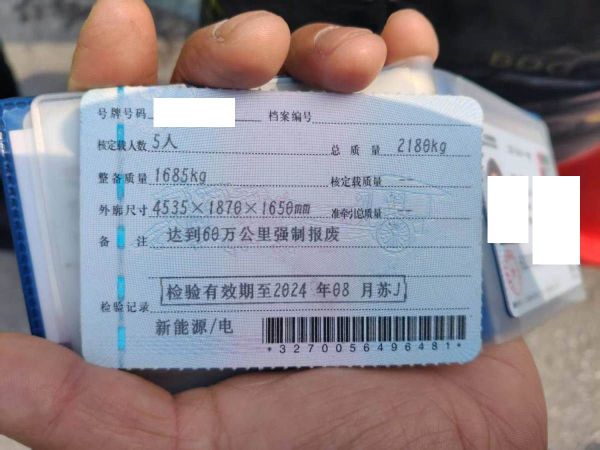 号牌号码 档案编号
核定载人数 5人 总质量 2180kg
整备质量 1685kg 核定载质量
外廓尺寸 4535×1870×1650mm 准牵引总质量 --
备注 达到60万公里强制报废
检验记录 检验有效期至2024年08月苏J
新能源/电
*3270056496481*